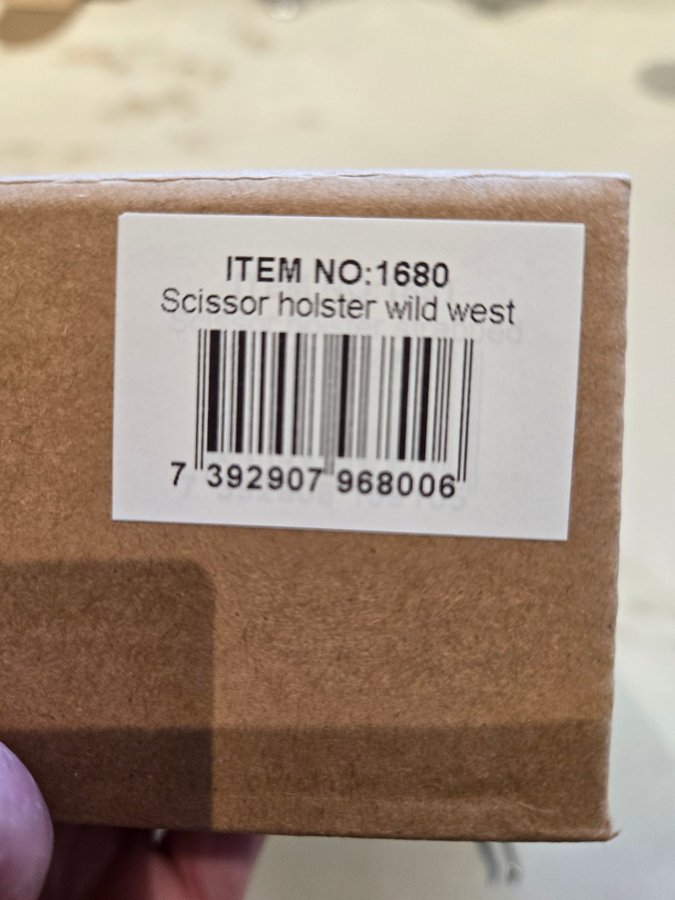 ITEM NO:1680
Scissor holster wild west
7 392907 968006